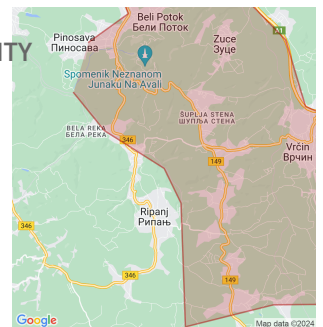 Beli Potok
Бели Поток
Pinosava
Пиносава
Zuce
Зуце
A1
ITY
Spomenik Neznanom
Junaku Na Avali
ŠUPLJA STENA
ШУПЉА СТЕНА
BELA REKA
БЕЛА РЕКА
346
Vrčin
Врчин
149
Ripanj
Рипањ
346
346
149
Google
Map data ©2024